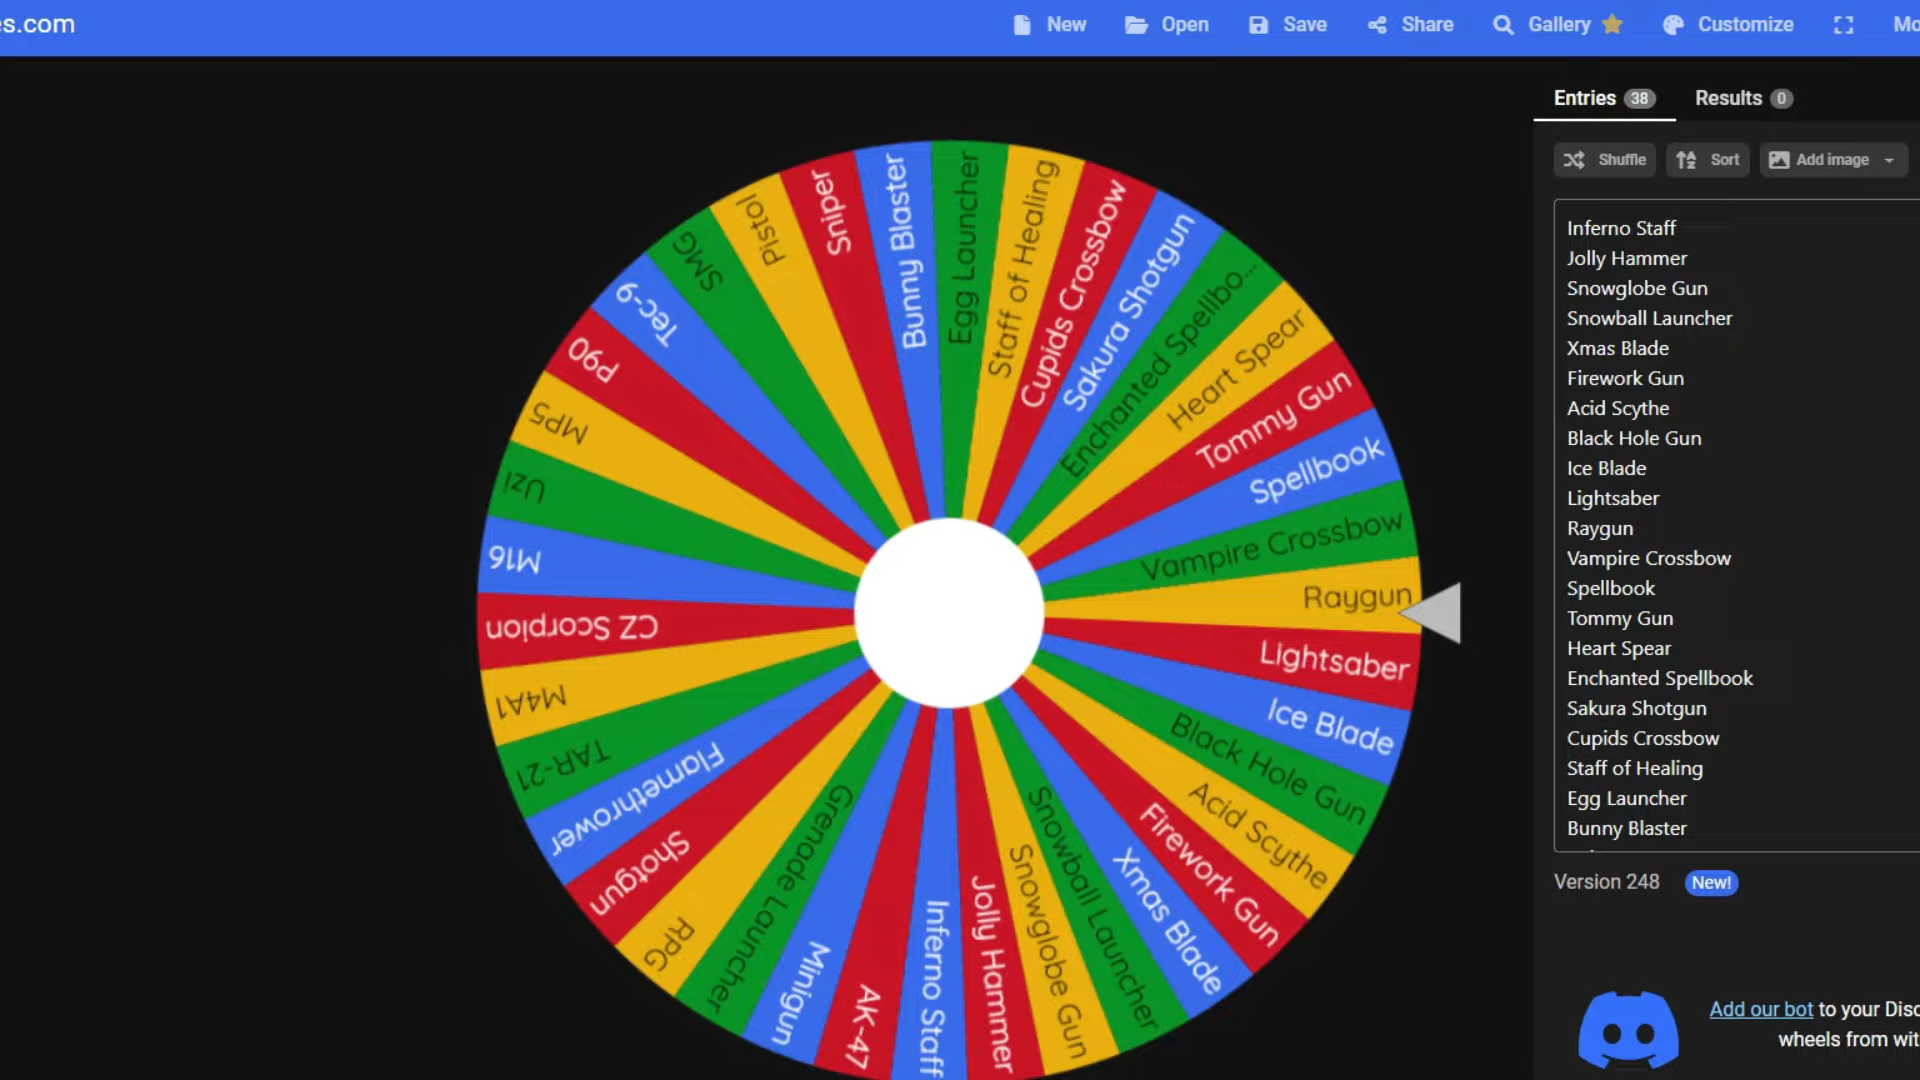 es.com
New
Open
Save
Share
Gallery
Customize
Mo
Entries 38
Results 0
Shuffle
Sort
Add image
Inferno Staff
Jolly Hammer
Snowglobe Gun
Snowball Launcher
Xmas Blade
Firework Gun
Acid Scythe
Black Hole Gun
Ice Blade
Lightsaber
Raygun
Vampire Crossbow
Spellbook
Tommy Gun
Heart Spear
Enchanted Spellbook
Sakura Shotgun
Cupids Crossbow
Staff of Healing
Egg Launcher
Bunny Blaster
Version 248
New!
Add our bot to your Disc
wheels from wit
Bunny Blaster
Egg Launcher
Staff of Healing
Cupids Crossbow
Sakura Shotgun
Enchanted Spellbo...
Heart Spear
Tommy Gun
Spellbook
Vampire Crossbow
Raygun
Lightsaber
Ice Blade
Black Hole Gun
Acid Scythe
Firework Gun
Xmas Blade
Snowball Launcher
Snowglobe Gun
Jolly Hammer
Inferno Staff
AK-47
Minigun
Grenade Launcher
RPG
Shotgun
Flamethrower
TAR-21
M4A1
CZ Scorpion
M16
Uzi
MP5
P90
Tec-9
SMG
Pistol
Sniper